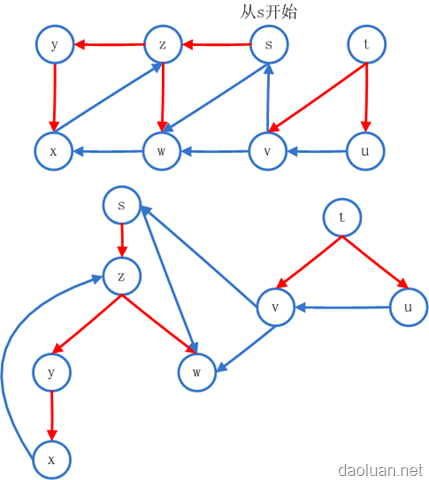 从s开始
y z s t
x w v u
s
t
z
v u
y w
x
daoluan.net